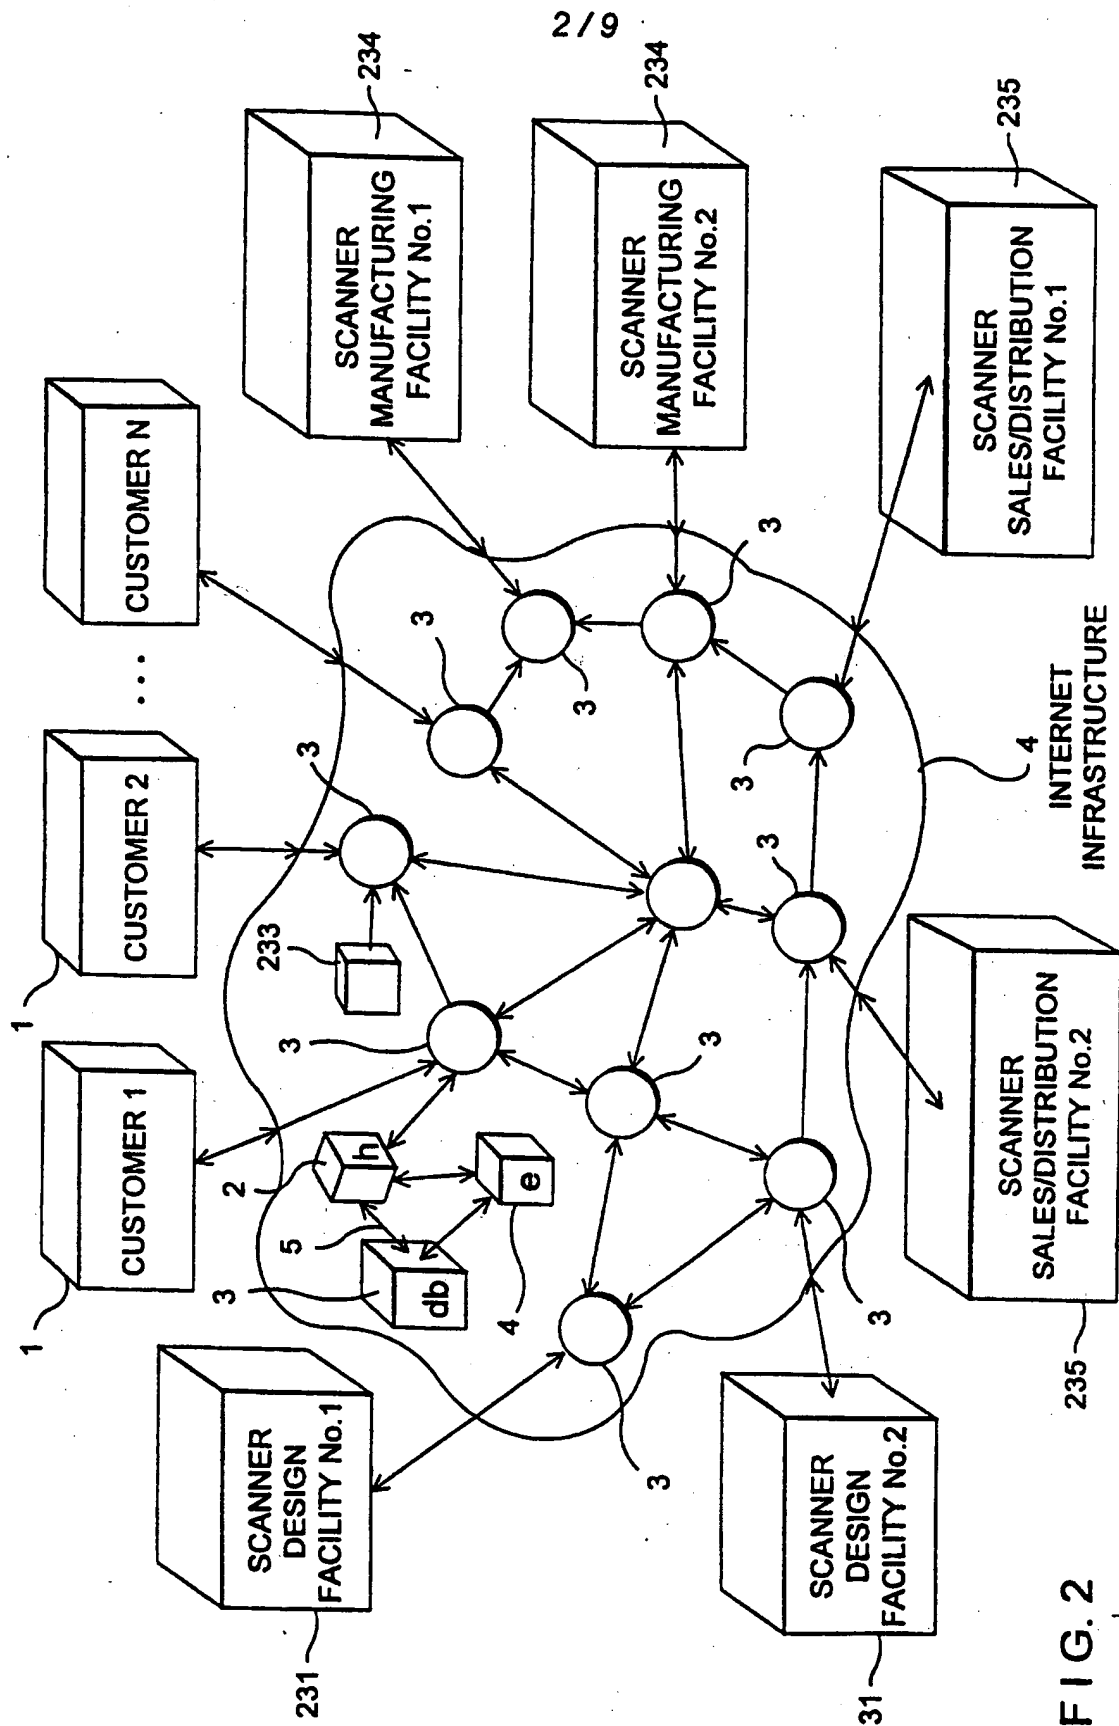 2/9
1
CUSTOMER 1
1
CUSTOMER 2
...
CUSTOMER N
231
SCANNER
DESIGN
FACILITY No.1
3
db
5
2
h
4
e
233
3
3
3
3
3
3
3
3
3
3
SCANNER
MANUFACTURING
FACILITY No.1
234
SCANNER
MANUFACTURING
FACILITY No.2
234
31
SCANNER
DESIGN
FACILITY No.2
235
SCANNER
SALES/DISTRIBUTION
FACILITY No.2
4
INTERNET
INFRASTRUCTURE
SCANNER
SALES/DISTRIBUTION
FACILITY No.1
235
FIG. 2